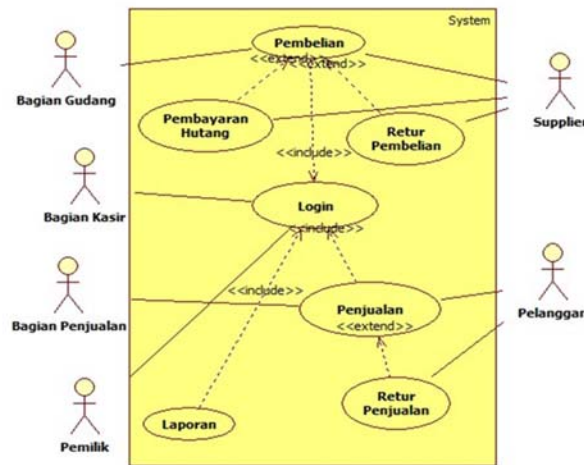 System
Pembelian
<<extend>>
<<extend>>
Bagian Gudang
Pembayaran
Hutang
Retur
Pembelian
Supplier
<<include>>
Bagian Kasir
Login
<<include>>
<<include>>
Bagian Penjualan
Penjualan
<<extend>>
Pelanggan
Retur
Penjualan
Laporan
Pemilik